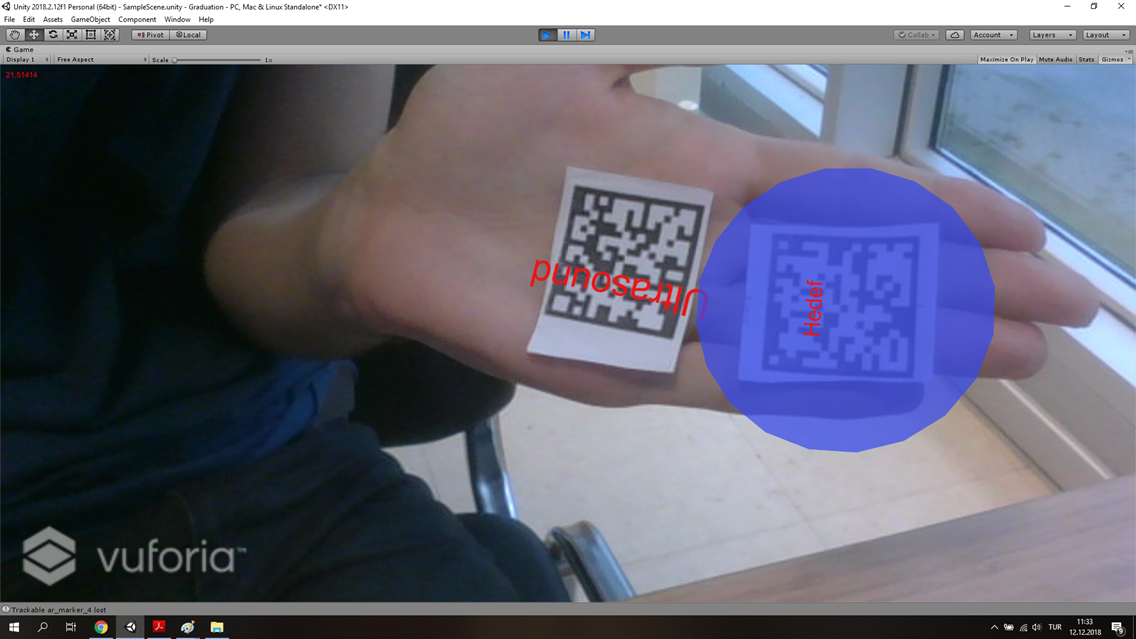 Unity 2018.2.12f1 Personal (64bit) - SampleScene.unity - Graduation - PC, Mac & Linux Standalone* <DX11>
File Edit Assets GameObject Component Window Help
Pivot Local Collab Account Layers Layout
Game
Display 1 Free Aspect Scale 1x Maximize On Play Mute Audio Stats Gizmos
21.51414
Ultrasound
Hedef
vuforia™
Trackable ar_marker_4 lost
TUR
11:33
12.12.2018
9